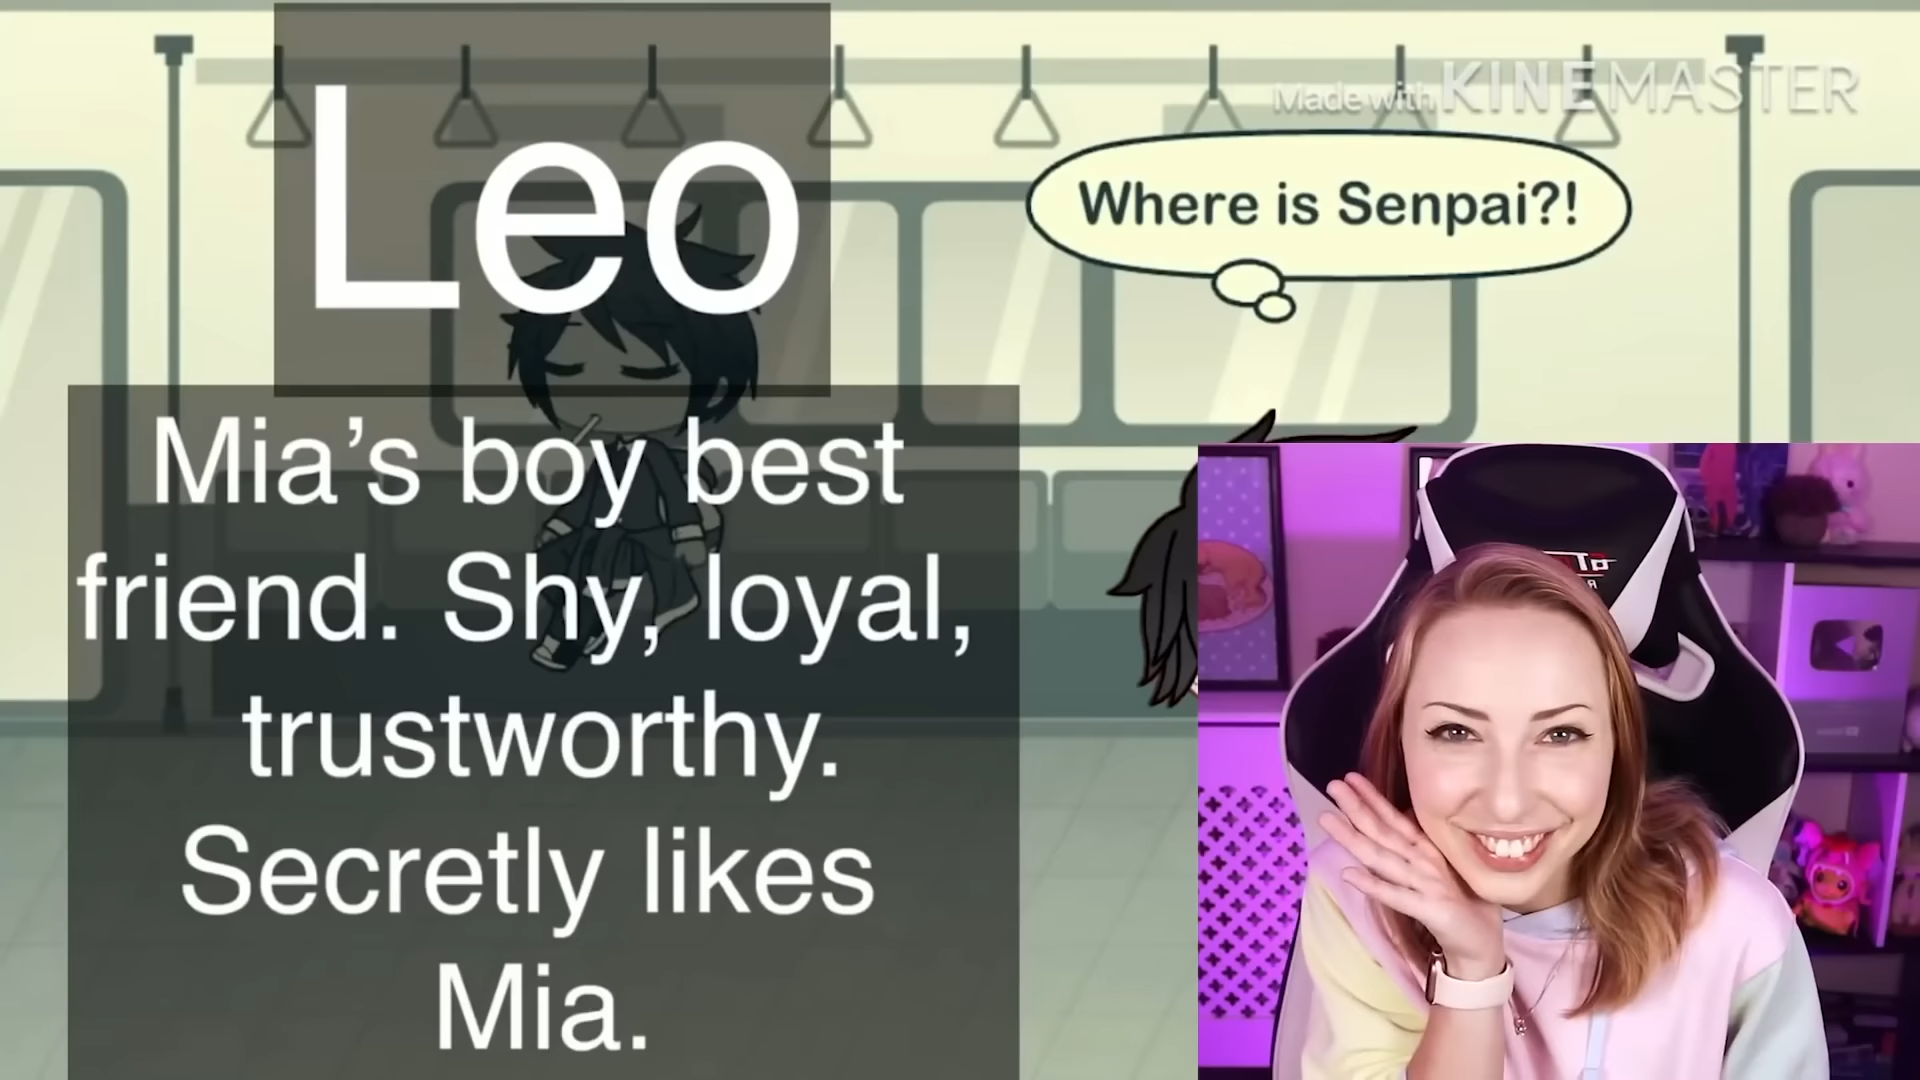 Leo
Made with KINEMASTER
Where is Senpai?!
Mia’s boy best
friend. Shy, loyal,
trustworthy.
Secretly likes
Mia.